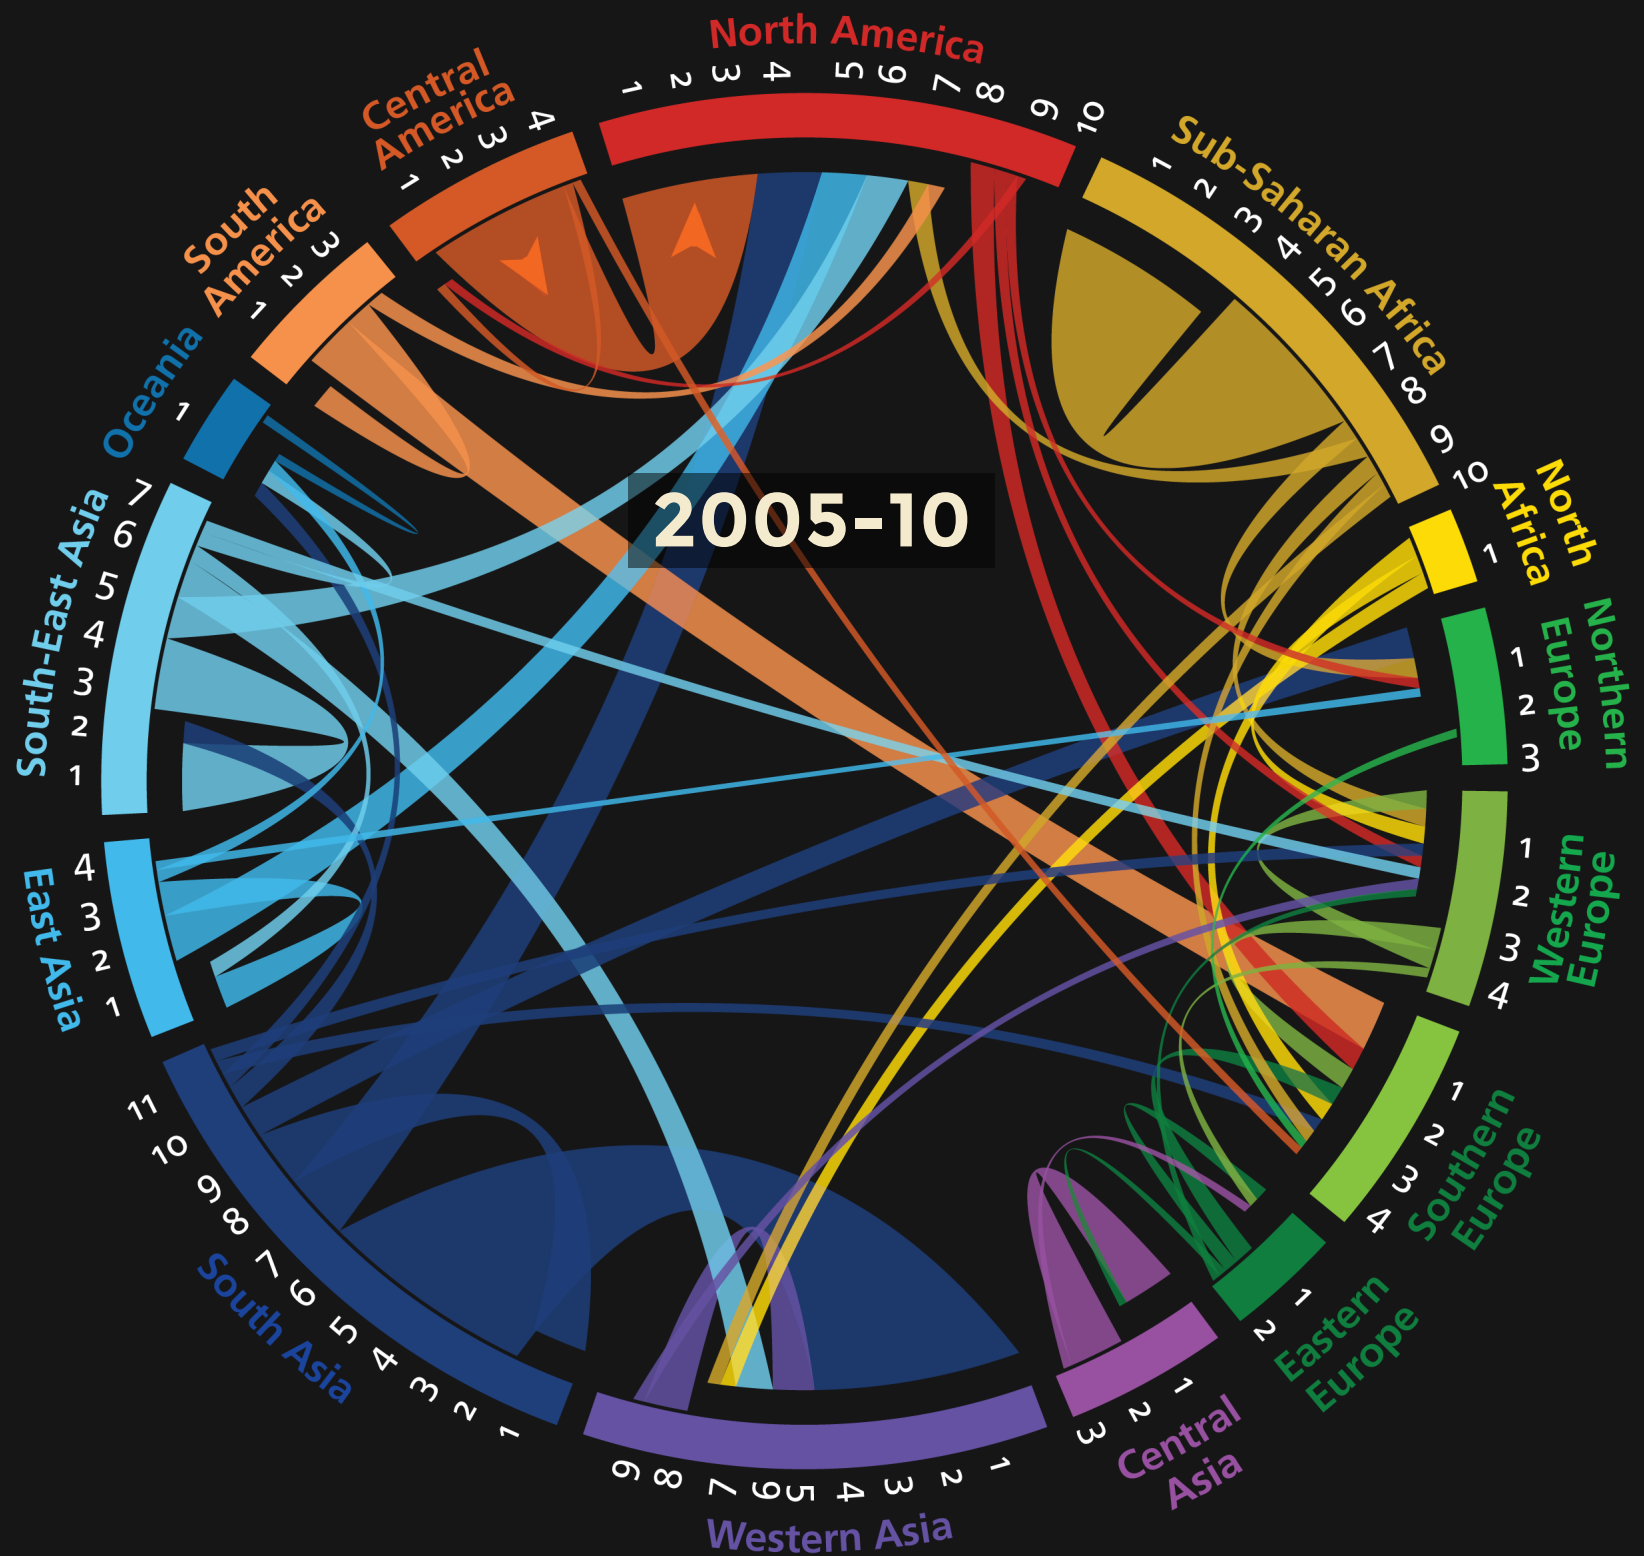 North America
1 2 3 4 5 6 7 8 9 10
Sub-Saharan Africa
1 2 3 4 5 6 7 8 9 10
North
Africa
1
Northern
Europe
1 2 3
Western
Europe
1 2 3 4
Southern
Europe
1 2 3 4
Eastern
Europe
1 2
Central
Asia
1 2 3
Western Asia
1 2 3 4 5 6 7 8 9
South Asia
1 2 3 4 5 6 7 8 9 10 11
East Asia
1 2 3 4
South-East Asia
1 2 3 4 5 6 7
Oceania
1
South
America
1 2 3
Central
America
1 2 3 4
2005-10